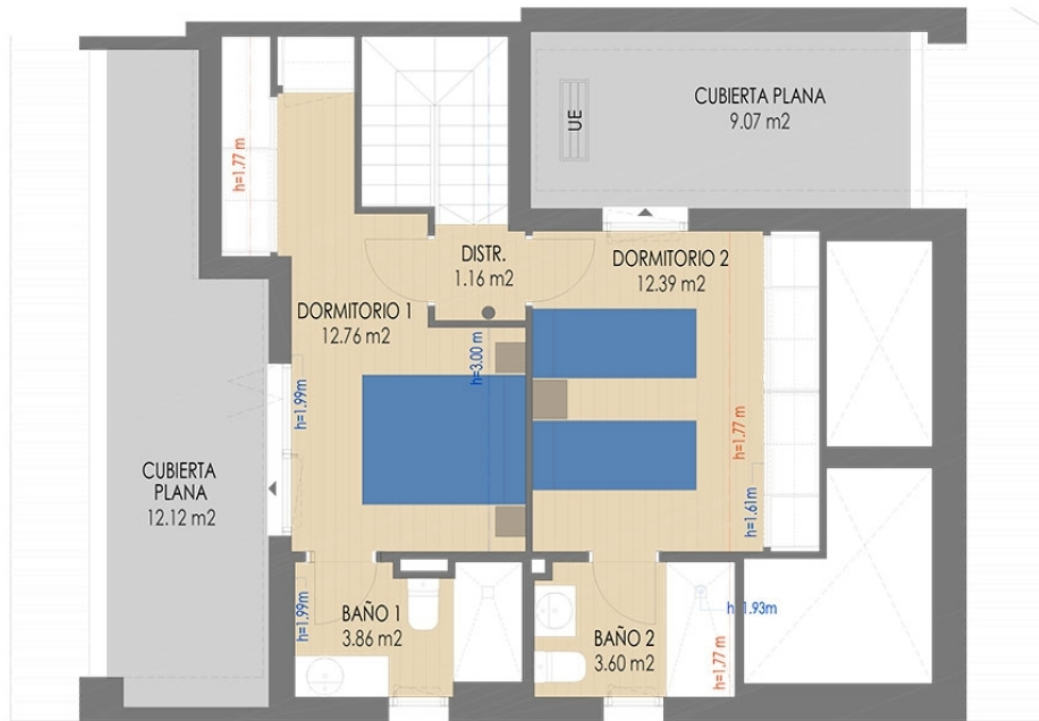 CUBIERTA PLANA
9.07 m2
UE
h=1.77 m
DISTR.
1.16 m2
DORMITORIO 2
12.39 m2
DORMITORIO 1
12.76 m2
h=3.00 m
h=1.99m
h=1.77 m
h=1.61m
CUBIERTA
PLANA
12.12 m2
h=1.99m
BAÑO 1
3.86 m2
BAÑO 2
3.60 m2
h 1.93m
h=1.77 m